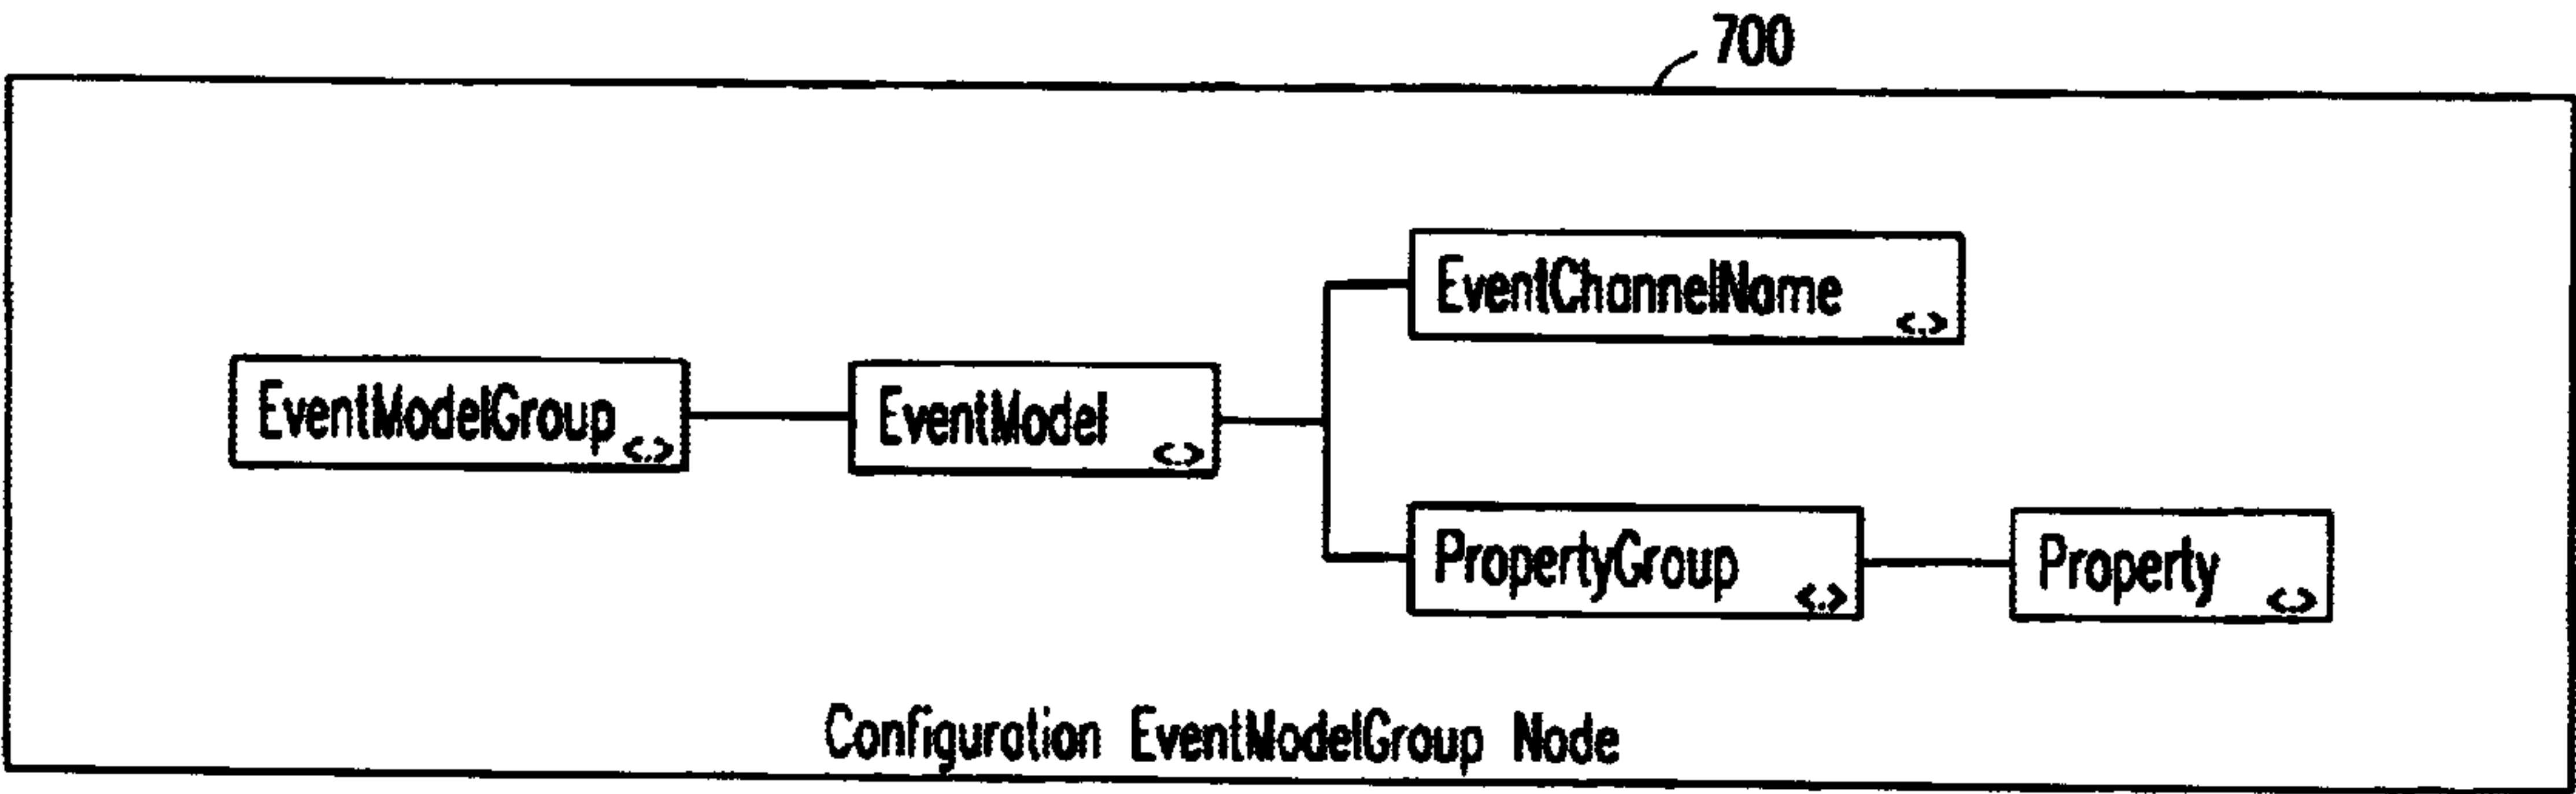 700
EventChannelName
<.>
EventModelGroup
<.>
EventModel
<.>
PropertyGroup
<.>
Property
<.>
Configuration EventModelGroup Node